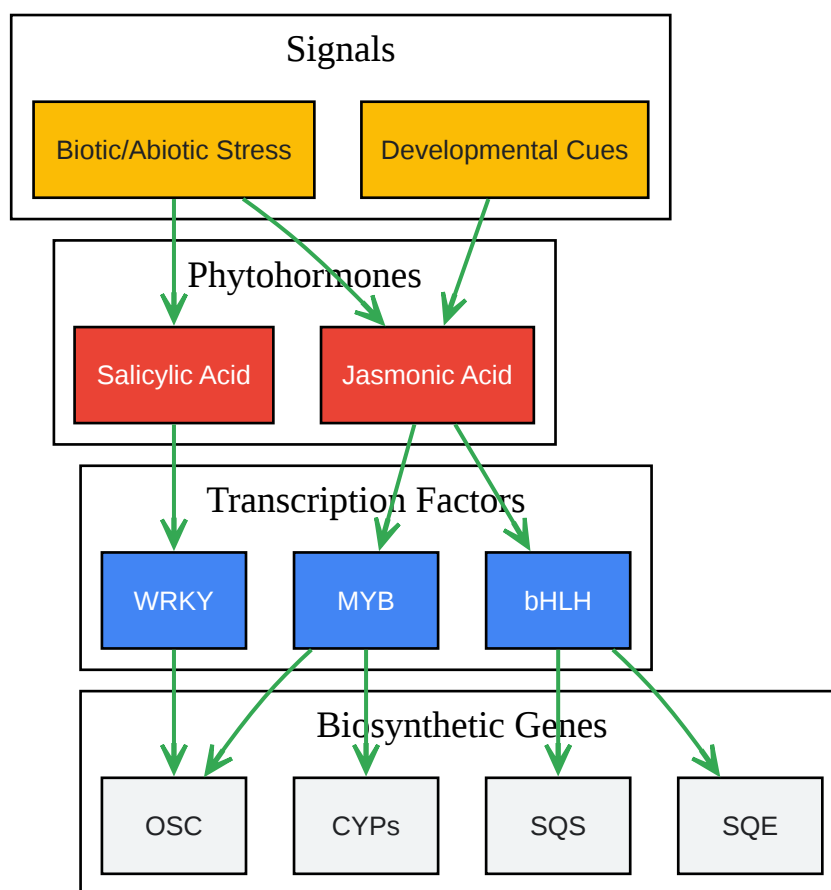 Signals
Biotic/Abiotic Stress
Developmental Cues
Phytohormones
Salicylic Acid
Jasmonic Acid
Transcription Factors
WRKY
MYB
bHLH
Biosynthetic Genes
OSC
CYPs
SQS
SQE